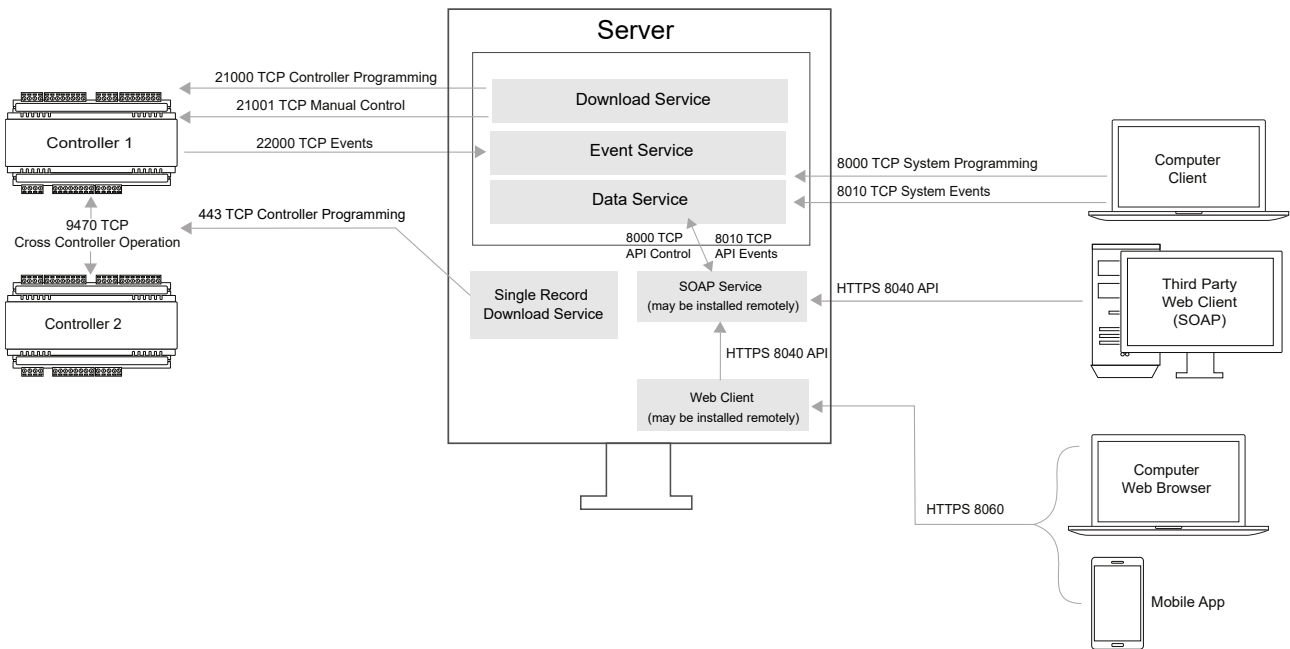 Server
21000 TCP Controller Programming
21001 TCP Manual Control
22000 TCP Events
Controller 1
9470 TCP
Cross Controller Operation
443 TCP Controller Programming
Controller 2
Download Service
Event Service
Data Service
8000 TCP
API Control
8010 TCP
API Events
Single Record
Download Service
SOAP Service
(may be installed remotely)
HTTPS 8040 API
Web Client
(may be installed remotely)
8000 TCP System Programming
8010 TCP System Events
Computer
Client
HTTPS 8040 API
Third Party
Web Client
(SOAP)
HTTPS 8060
Computer
Web Browser
Mobile App